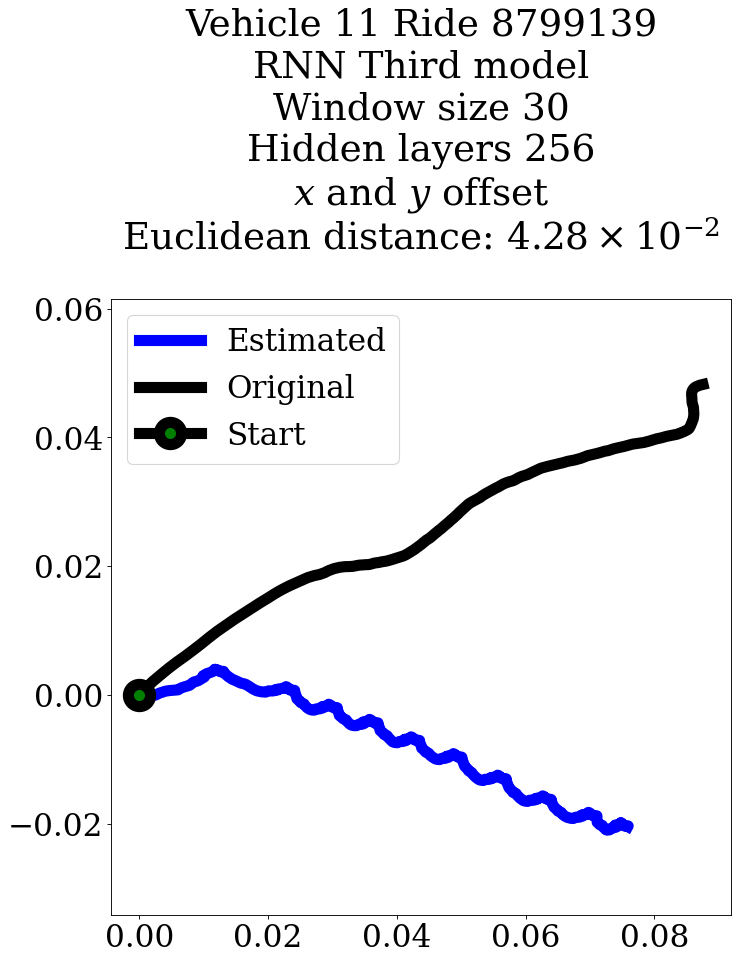 Vehicle 11 Ride 8799139
RNN Third model
Window size 30
Hidden layers 256
x and y offset
Euclidean distance: 4.28 × 10⁻²
0.06
0.04
0.02
0.00
−0.02
Estimated
Original
Start
0.00 0.02 0.04 0.06 0.08